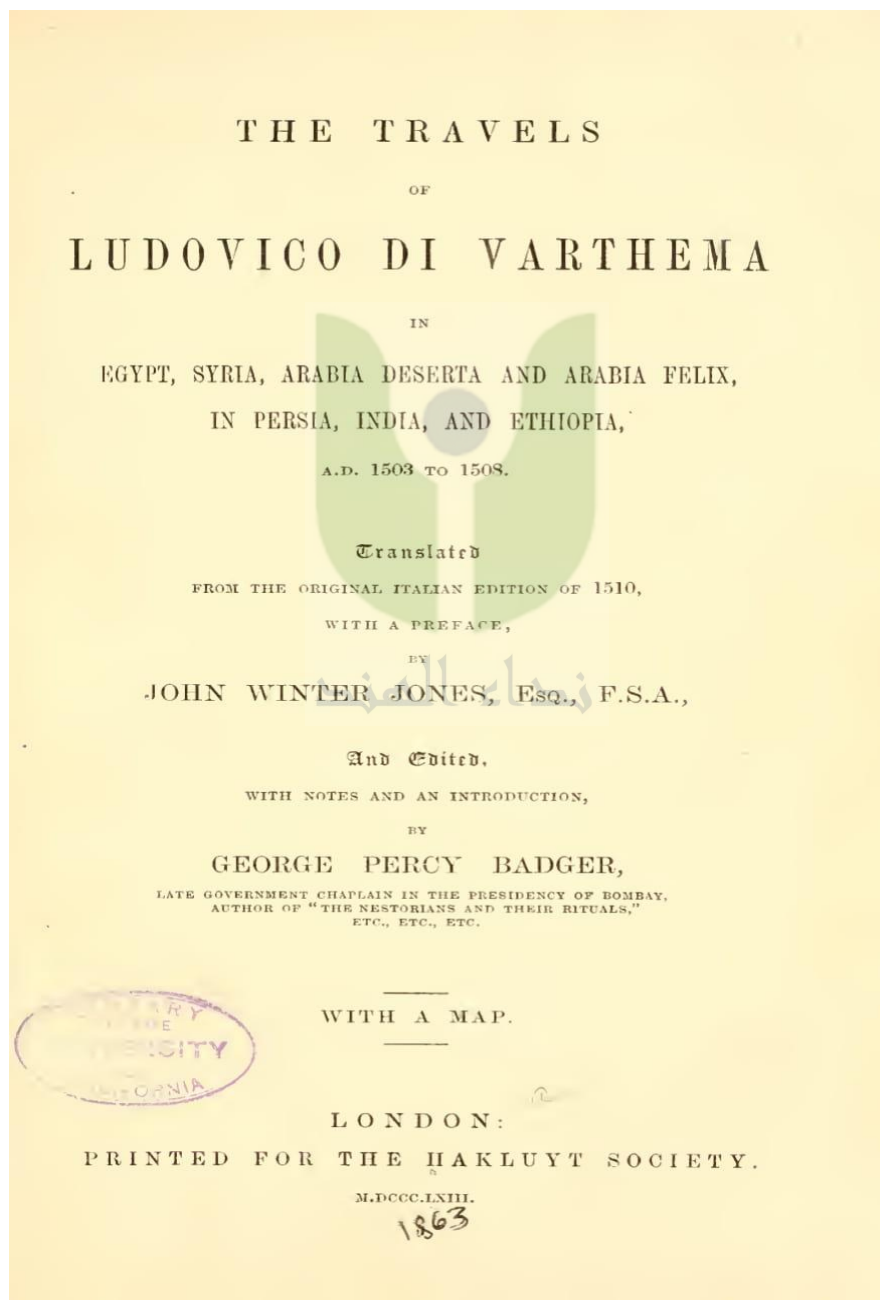 THE TRAVELS
OF
LUDOVICO DI VARTHEMA
IN
EGYPT, SYRIA, ARABIA DESERTA AND ARABIA FELIX,
IN PERSIA, INDIA, AND ETHIOPIA,
A.D. 1503 TO 1508.
Translated
FROM THE ORIGINAL ITALIAN EDITION OF 1510,
WITH A PREFACE,
BY
نداء الهند
JOHN WINTER JONES, ESQ., F.S.A.,
And Edited,
WITH NOTES AND AN INTRODUCTION,
BY
GEORGE PERCY BADGER,
LATE GOVERNMENT CHAPLAIN IN THE PRESIDENCY OF BOMBAY,
AUTHOR OF "THE NESTORIANS AND THEIR RITUALS,"
ETC., ETC., ETC.
WITH A MAP.
LONDON:
PRINTED FOR THE HAKLUYT SOCIETY.
M.DCCC.LXIII.
1863